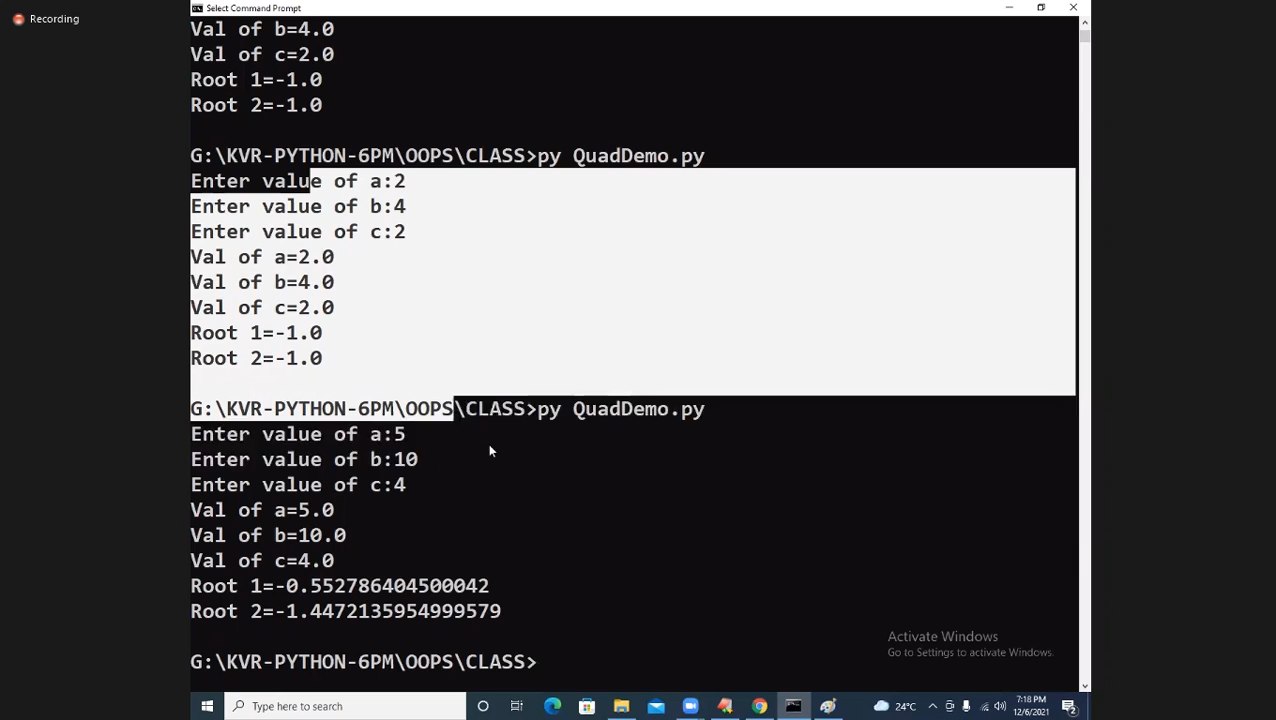 Recording
Select Command Prompt
Val of b=4.0
Val of c=2.0
Root 1=-1.0
Root 2=-1.0
G:\KVR-PYTHON-6PM\OOPS\CLASS>py QuadDemo.py
Enter value of a:2
Enter value of b:4
Enter value of c:2
Val of a=2.0
Val of b=4.0
Val of c=2.0
Root 1=-1.0
Root 2=-1.0
G:\KVR-PYTHON-6PM\OOPS\CLASS>py QuadDemo.py
Enter value of a:5
Enter value of b:10
Enter value of c:4
Val of a=5.0
Val of b=10.0
Val of c=4.0
Root 1=-0.552786404500042
Root 2=-1.4472135954999579
G:\KVR-PYTHON-6PM\OOPS\CLASS>
Activate Windows
Go to Settings to activate Windows.
Type here to search
24°C
7:18 PM
12/6/2021
2